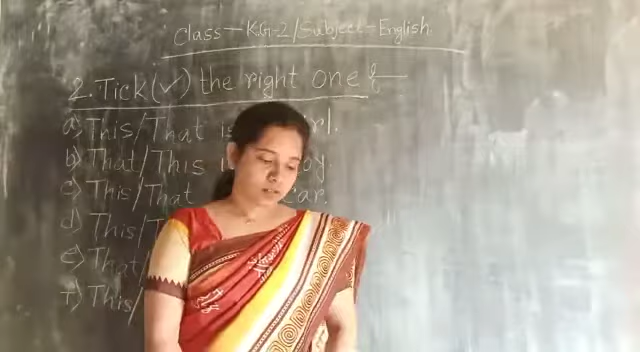 Class-K.G-2/Subject-English
2. Tick (✓) the right one :-
a) This/That is
b) That/This
c) This/That car.
d) This/
e) That/
f) This/